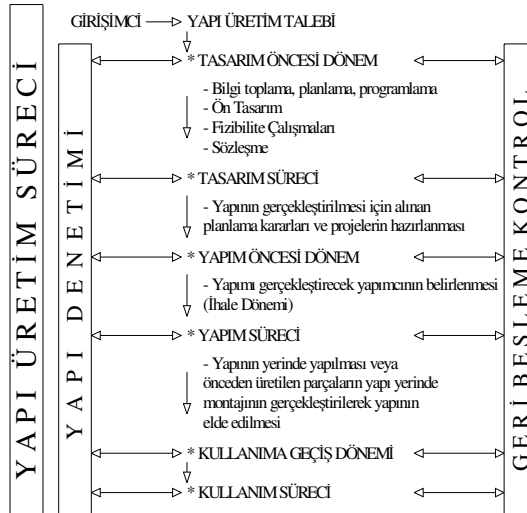 GİRİŞİMCİ YAPI ÜRETİM TALEBİ
YAPI ÜRETİM SÜRECİ
YAPI DENETİMİ
* TASARIM ÖNCESİ DÖNEM
- Bilgi toplama, planlama, programlama
- Ön Tasarım
- Fizibilite Çalışmaları
- Sözleşme
* TASARIM SÜRECİ
- Yapının gerçekleştirilmesi için alınan
planlama kararları ve projelerin hazırlanması
* YAPIM ÖNCESİ DÖNEM
- Yapımı gerçekleştirecek yapımcının belirlenmesi
(İhale Dönemi)
* YAPIM SÜRECİ
- Yapının yerinde yapılması veya
önceden üretilen parçaların yapı yerinde
montajının gerçekleştirilerek yapının
elde edilmesi
* KULLANIMA GEÇİŞ DÖNEMİ
* KULLANIM SÜRECİ
GERİ BESLEME KONTROL